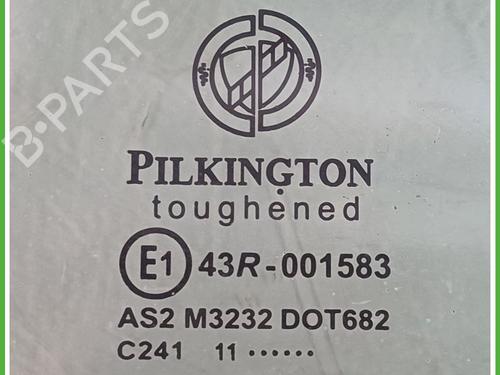 B-PARTS
PILKINGTON
toughened
E1 43R-001583
AS2 M3232 DOT682
C241 11 ······